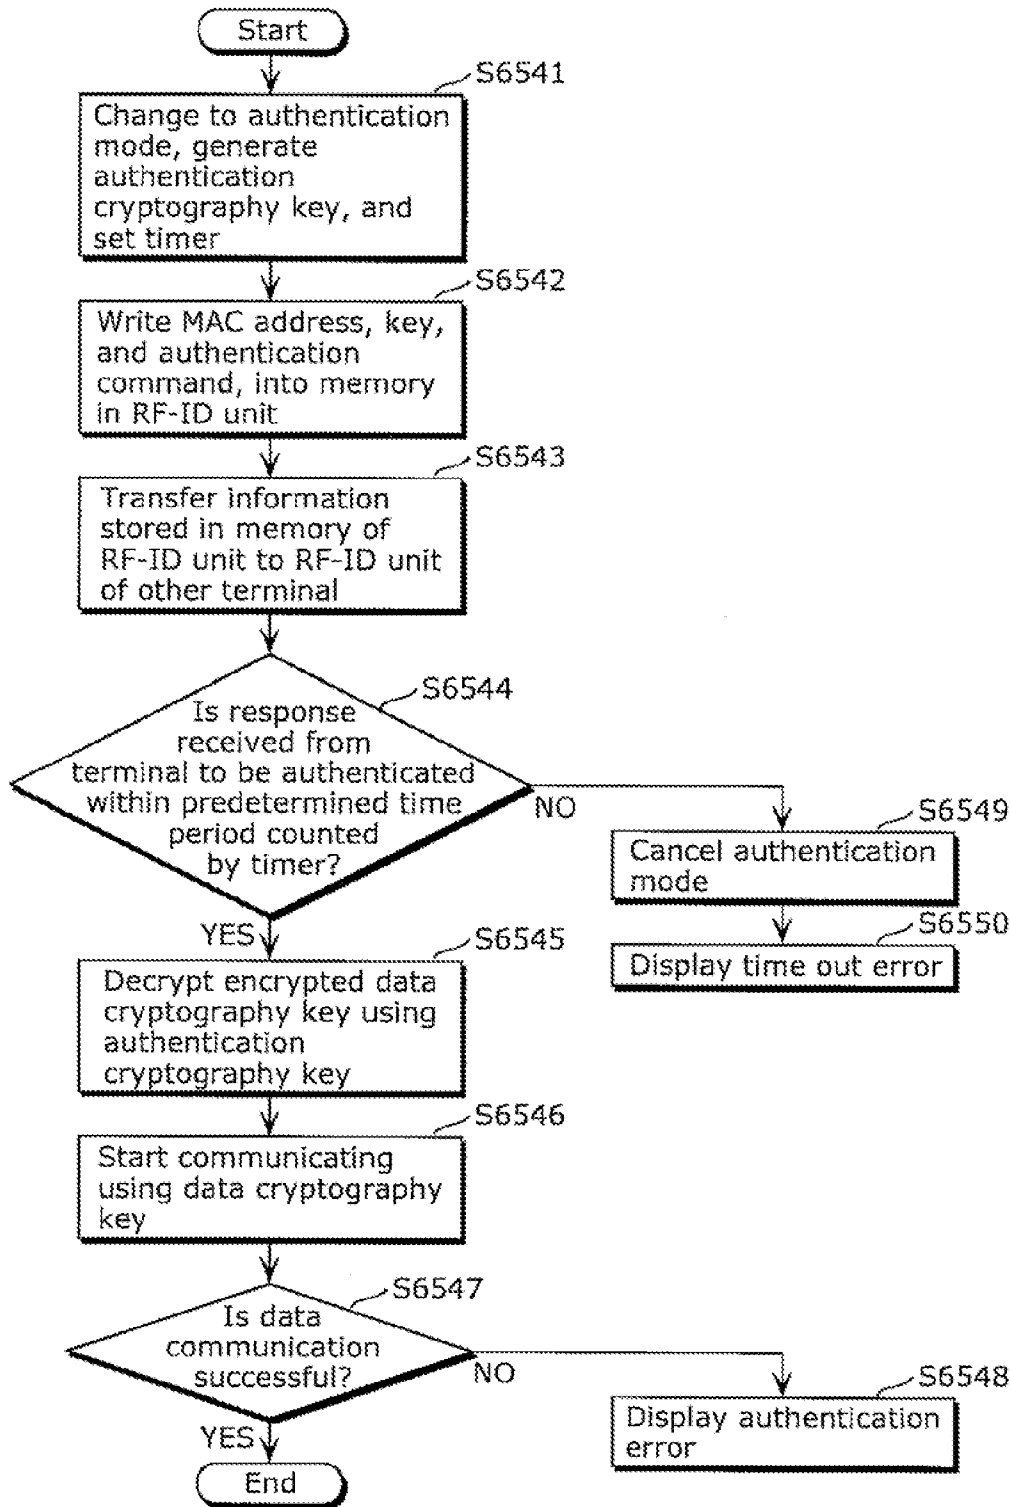 Start
S6541
Change to authentication
mode, generate
authentication
cryptography key, and
set timer
S6542
Write MAC address, key,
and authentication
command, into memory
in RF-ID unit
S6543
Transfer information
stored in memory of
RF-ID unit to RF-ID unit
of other terminal
S6544
Is response
received from
terminal to be authenticated
within predetermined time
period counted
by timer?
NO
S6549
Cancel authentication
mode
S6550
Display time out error
YES
S6545
Decrypt encrypted data
cryptography key using
authentication
cryptography key
S6546
Start communicating
using data cryptography
key
S6547
Is data
communication
successful?
NO
S6548
Display authentication
error
YES
End